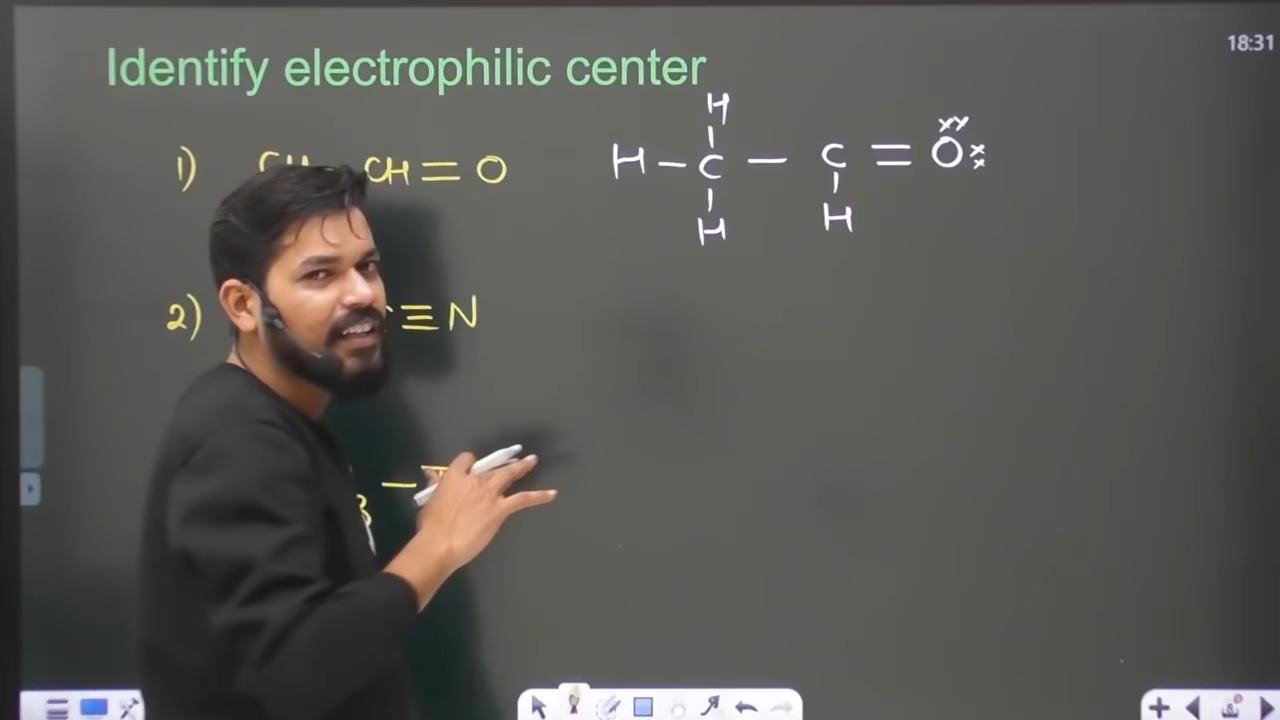 18:31
Identify electrophilic center
H
1) CH=O H–C–C=O
H H
2) ≡N